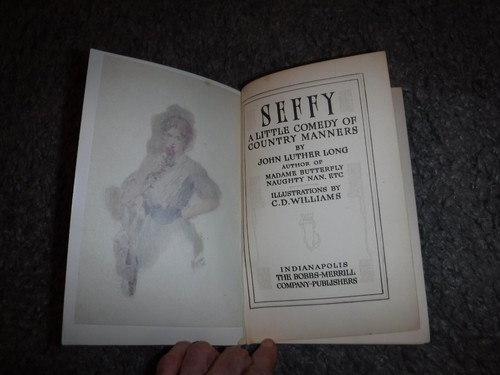 SEFFY
A LITTLE COMEDY OF
COUNTRY MANNERS
BY
JOHN LUTHER LONG
AUTHOR OF
MADAME BUTTERFLY
NAUGHTY NAN, ETC
ILLUSTRATIONS BY
C.D. WILLIAMS
INDIANAPOLIS
THE BOBBS-MERRILL
COMPANY-PUBLISHERS